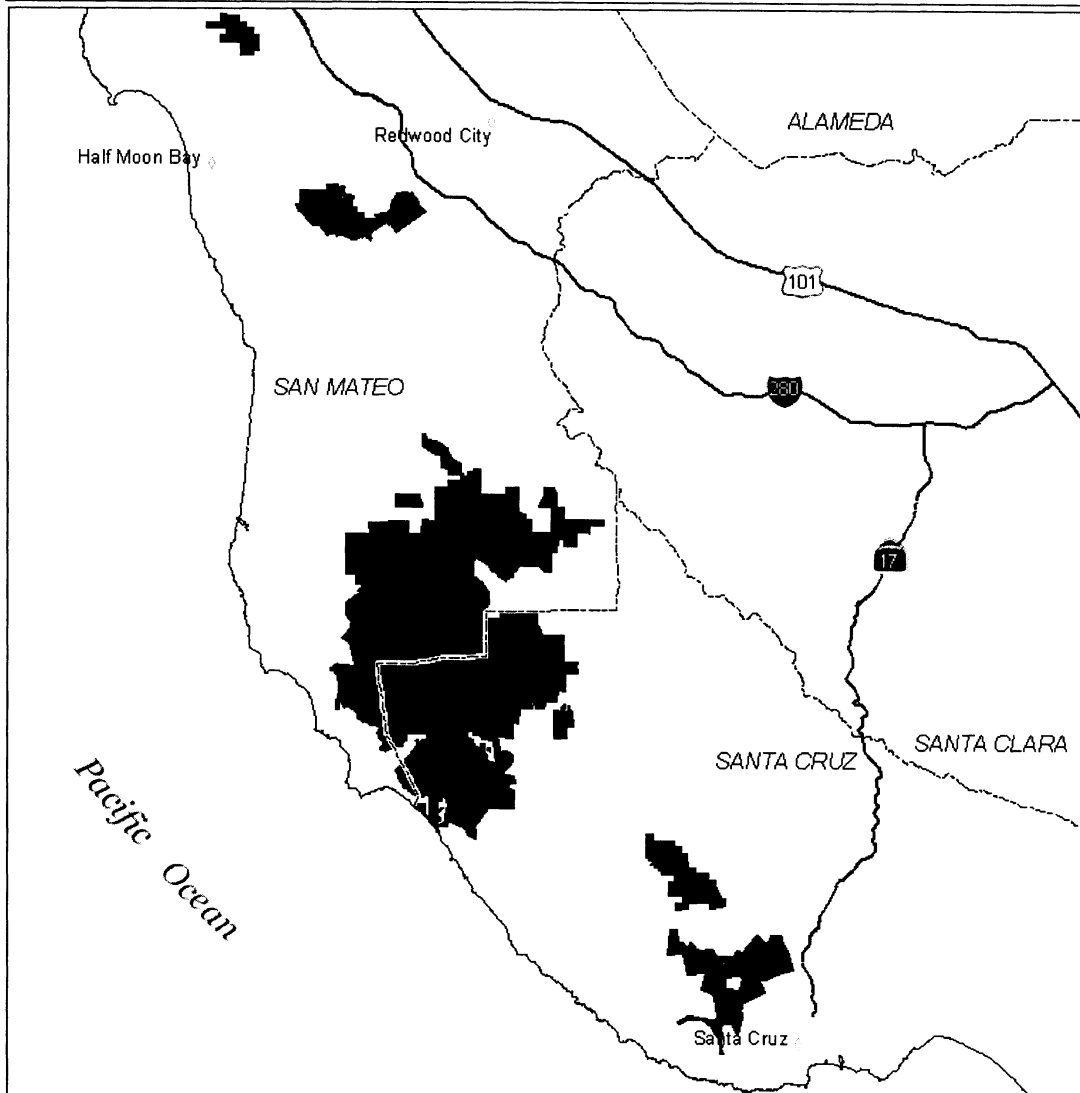 ALAMEDA
Redwood City
Half Moon Bay
101
SAN MATEO
280
17
SANTA CRUZ
SANTA CLARA
Pacific Ocean
Santa Cruz